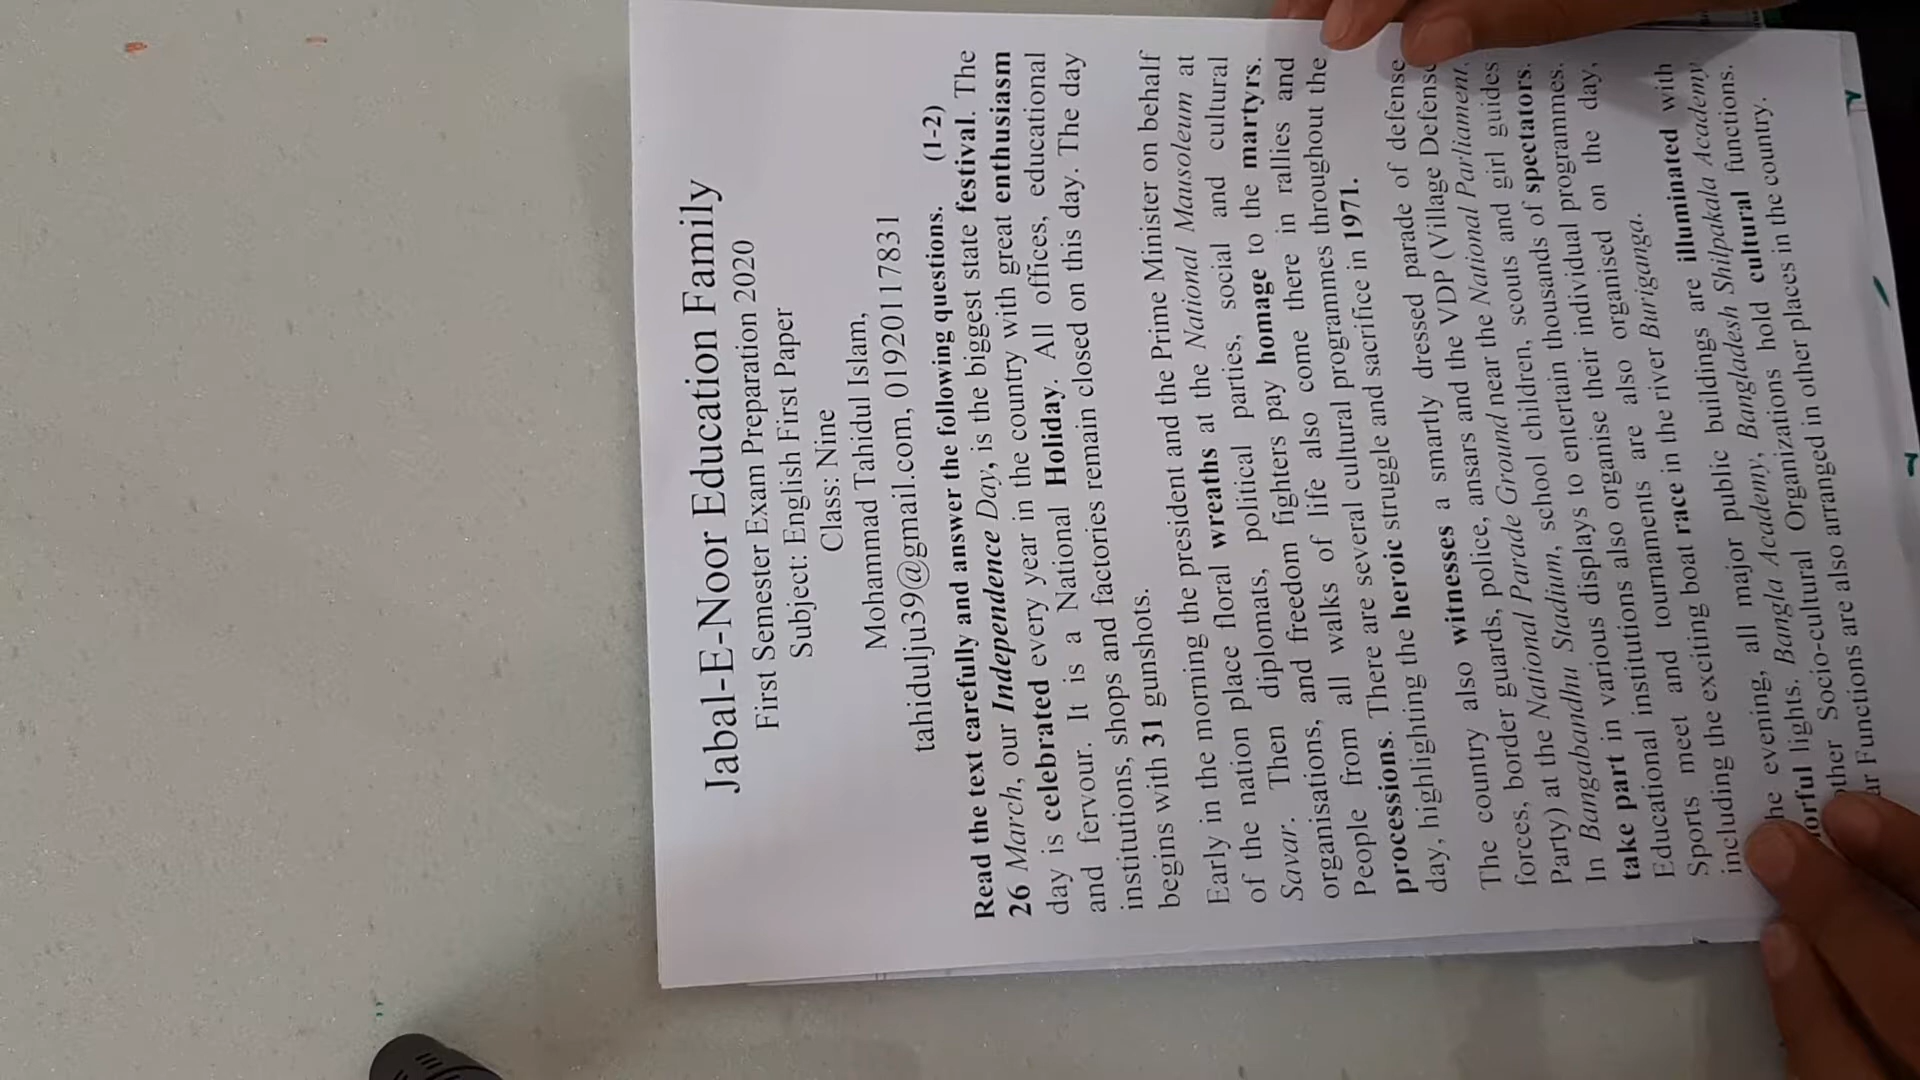 Jabal-E-Noor Education Family
First Semester Exam Preparation 2020
Subject: English First Paper
Class: Nine
Mohammad Tahidul Islam,
tahidulju39@gmail.com, 01920117831
Read the text carefully and answer the following questions. (1-2)
26 March, our Independence Day, is the biggest state festival. The
day is celebrated every year in the country with great enthusiasm
and fervour. It is a National Holiday. All offices, educational
institutions, shops and factories remain closed on this day. The day
begins with 31 gunshots.
Early in the morning the president and the Prime Minister on behalf
of the nation place floral wreaths at the National Mausoleum at
Savar. Then diplomats, political parties, social and cultural
organisations, and freedom fighters pay homage to the martyrs.
People from all walks of life also come there in rallies and
processions. There are several cultural programmes throughout the
day, highlighting the heroic struggle and sacrifice in 1971.
The country also witnesses a smartly dressed parade of defense
forces, border guards, police, ansars and the VDP (Village Defense
Party) at the National Parade Ground near the National Parliament.
In Bangabandhu Stadium, school children, scouts and girl guides
take part in various displays to entertain thousands of spectators.
Educational institutions also organise their individual programmes.
Sports meet and tournaments are also organised on the day,
including the exciting boat race in the river Buriganga.
he evening, all major public buildings are illuminated with
orful lights. Bangla Academy, Bangladesh Shilpakala Academy
other Socio-cultural Organizations hold cultural functions.
ar Functions are also arranged in other places in the country.